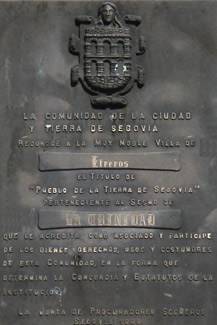 LA COMUNIDAD DE LA CIUDAD
Y TIERRA DE SEGOVIA
RECONOCE A LA MUY NOBLE VILLA DE
Etreros
EL TITULO DE
"PUEBLO DE LA TIERRA DE SEGOVIA"
PERTENECIENTE AL SESMO DE
LA TRINIDAD
QUE LE ACREDITA COMO ASOCIADO Y PARTICIPE
DE LOS BIENES, DERECHOS, USOS Y COSTUMBRES
DE ESTA COMUNIDAD, EN LA FORMA QUE
DETERMINA LA CONCORDIA Y ESTATUTOS DE LA
INSTITUCION
LA JUNTA DE PROCURADORES SESMEROS
SEGOVIA